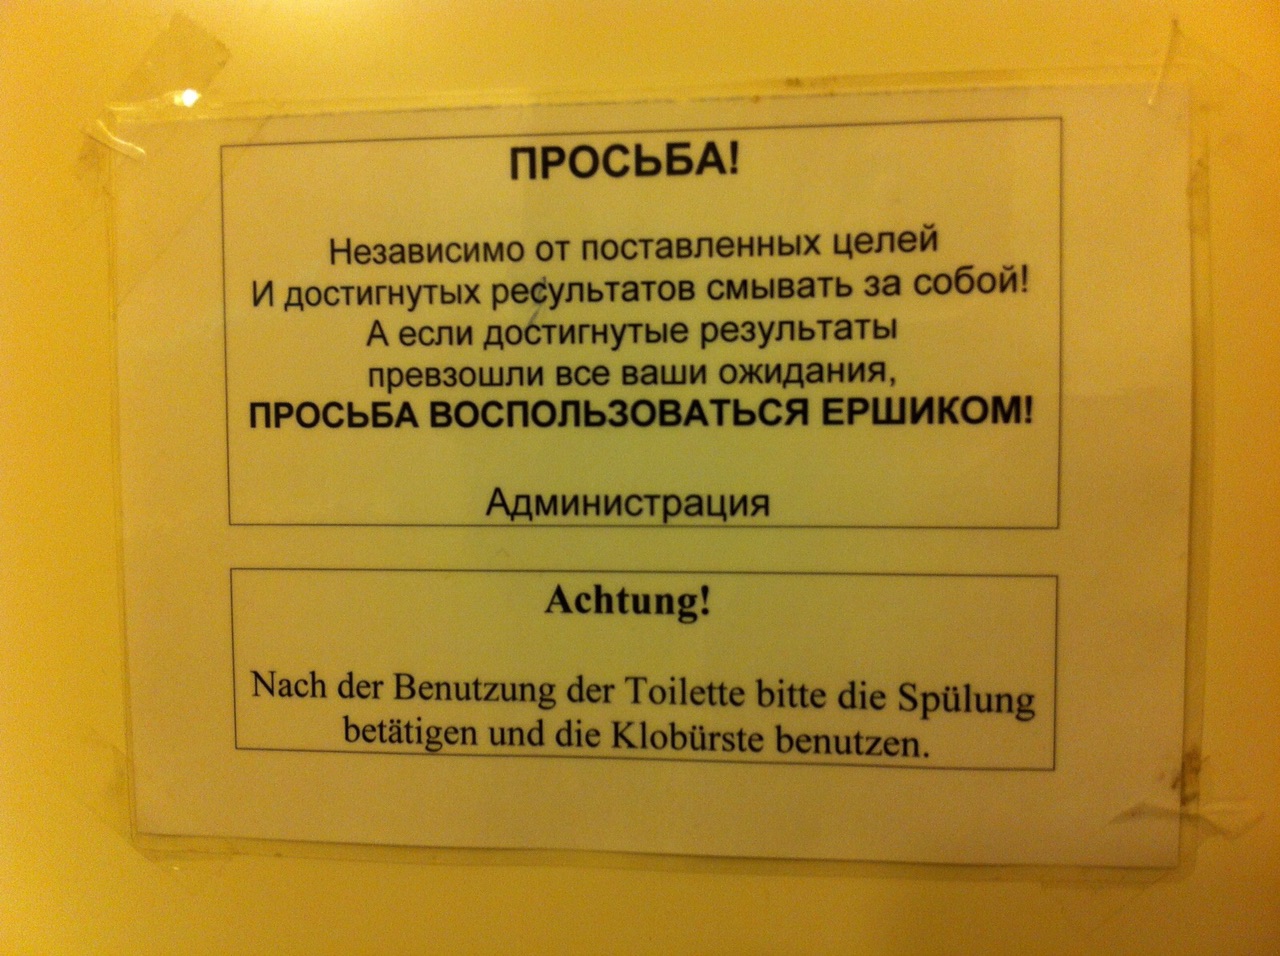 ПРОСЬБА!
Независимо от поставленных целей
И достигнутых ресультатов смывать за собой!
А если достигнутые результаты
превзошли все ваши ожидания,
ПРОСЬБА ВОСПОЛЬЗОВАТЬСЯ ЕРШИКОМ!
Администрация
Achtung!
Nach der Benutzung der Toilette bitte die Spülung
betätigen und die Klobürste benutzen.